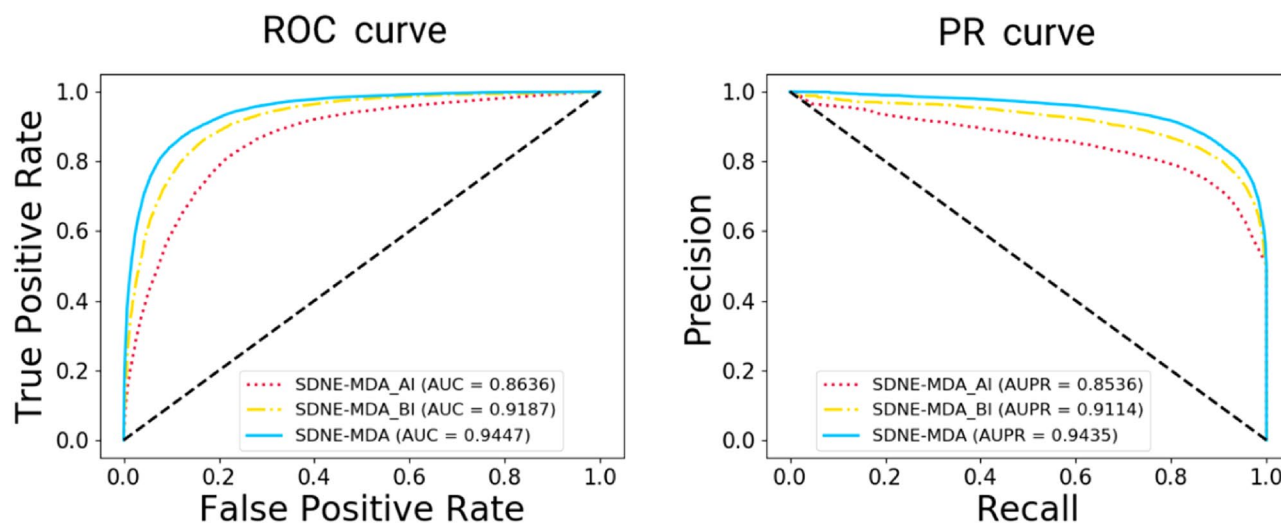 ROC curve
True Positive Rate
1.0
0.8
0.6
0.4
0.2
0.0
SDNE-MDA_AI (AUC = 0.8636)
SDNE-MDA_BI (AUC = 0.9187)
SDNE-MDA (AUC = 0.9447)
0.0 0.2 0.4 0.6 0.8 1.0
False Positive Rate
PR curve
Precision
1.0
0.8
0.6
0.4
0.2
0.0
SDNE-MDA_AI (AUPR = 0.8536)
SDNE-MDA_BI (AUPR = 0.9114)
SDNE-MDA (AUPR = 0.9435)
0.0 0.2 0.4 0.6 0.8 1.0
Recall